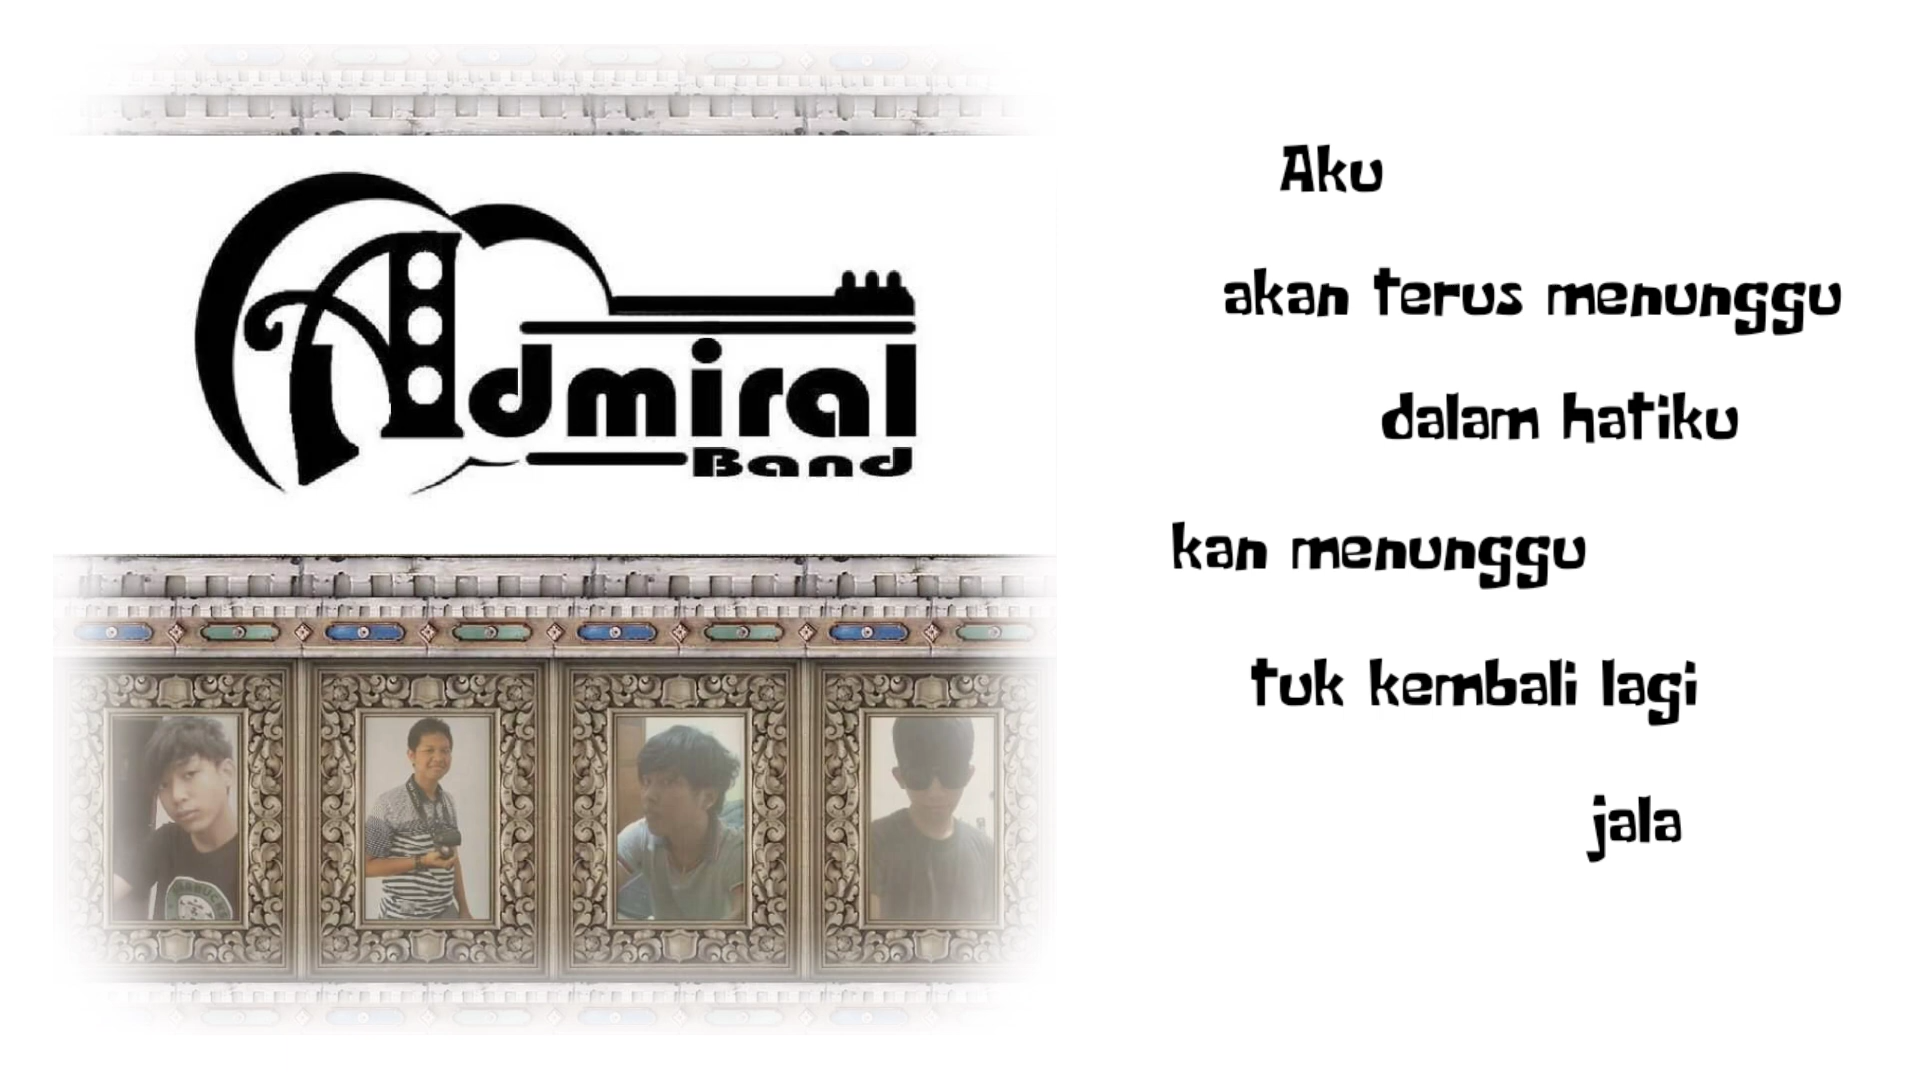 Admiral
Band
Aku
akan terus menunggu
dalam hatiku
kan menunggu
tuk kembali lagi
jala